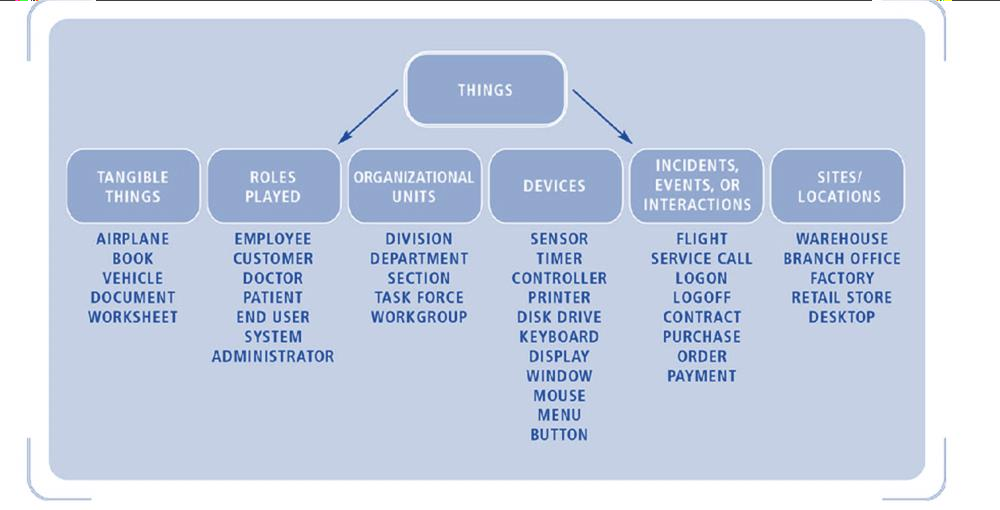 THINGS
TANGIBLE
THINGS
AIRPLANE
BOOK
VEHICLE
DOCUMENT
WORKSHEET
ROLES
PLAYED
EMPLOYEE
CUSTOMER
DOCTOR
PATIENT
END USER
SYSTEM
ADMINISTRATOR
ORGANIZATIONAL
UNITS
DIVISION
DEPARTMENT
SECTION
TASK FORCE
WORKGROUP
DEVICES
SENSOR
TIMER
CONTROLLER
PRINTER
DISK DRIVE
KEYBOARD
DISPLAY
WINDOW
MOUSE
MENU
BUTTON
INCIDENTS,
EVENTS, OR
INTERACTIONS
FLIGHT
SERVICE CALL
LOGON
LOGOFF
CONTRACT
PURCHASE
ORDER
PAYMENT
SITES/
LOCATIONS
WAREHOUSE
BRANCH OFFICE
FACTORY
RETAIL STORE
DESKTOP